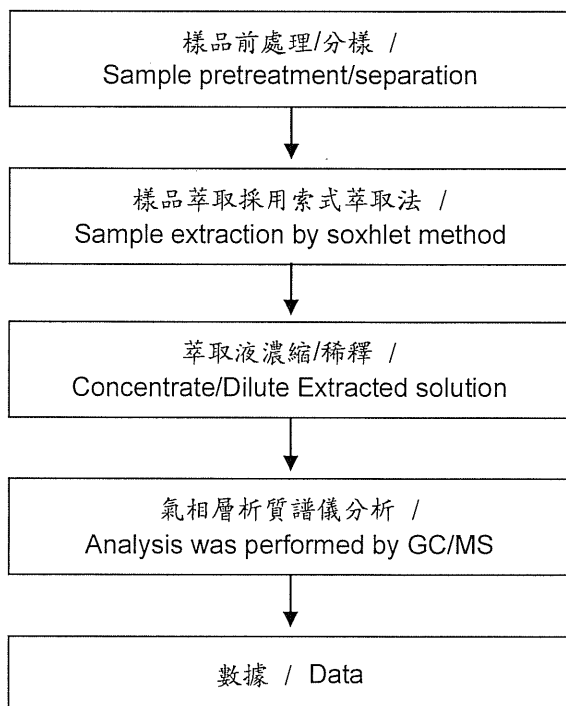 樣品前處理/分樣 /
Sample pretreatment/separation
樣品萃取採用索式萃取法 /
Sample extraction by soxhlet method
萃取液濃縮/稀釋 /
Concentrate/Dilute Extracted solution
氣相層析質譜儀分析 /
Analysis was performed by GC/MS
數據 / Data